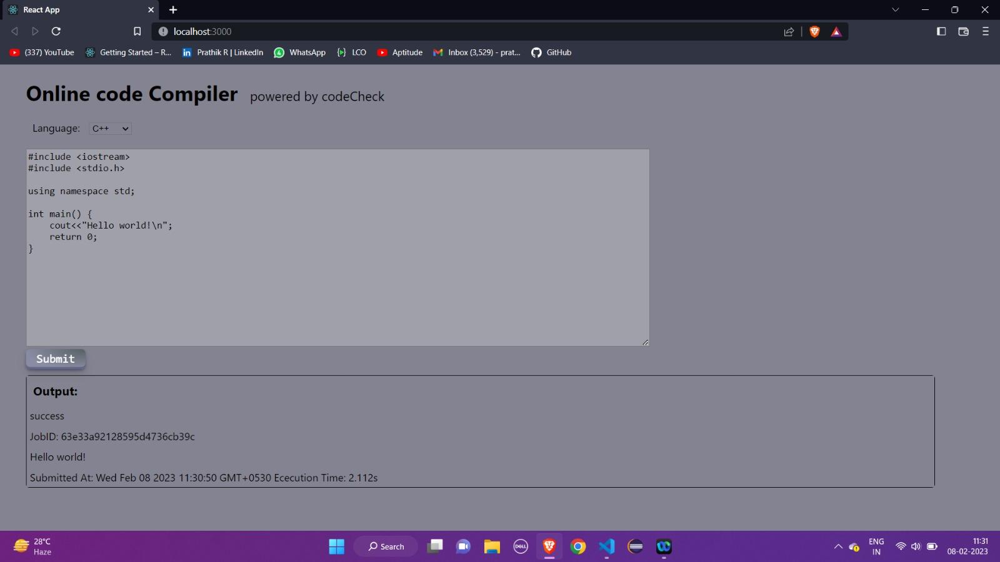 React App
localhost:3000
(337) YouTube
Getting Started – R...
in
Prathik R | LinkedIn
4
WhatsApp
LCO
Aptitude
Inbox (3,529) - prat...
GitHub
Online code Compiler powered by codeCheck
Language: C++
#include <iostream>
#include <stdio.h>
using namespace std;
int main() {
    cout<<"Hello world!\n";
    return 0;
}
Submit
Output:
success
JobID: 63e33a92128595d4736cb39c
Hello world!
Submitted At: Wed Feb 08 2023 11:30:50 GMT+0530 Ececution Time: 2.112s
28°C
Haze
Search
DELL
ENG
IN
11:31
08-02-2023